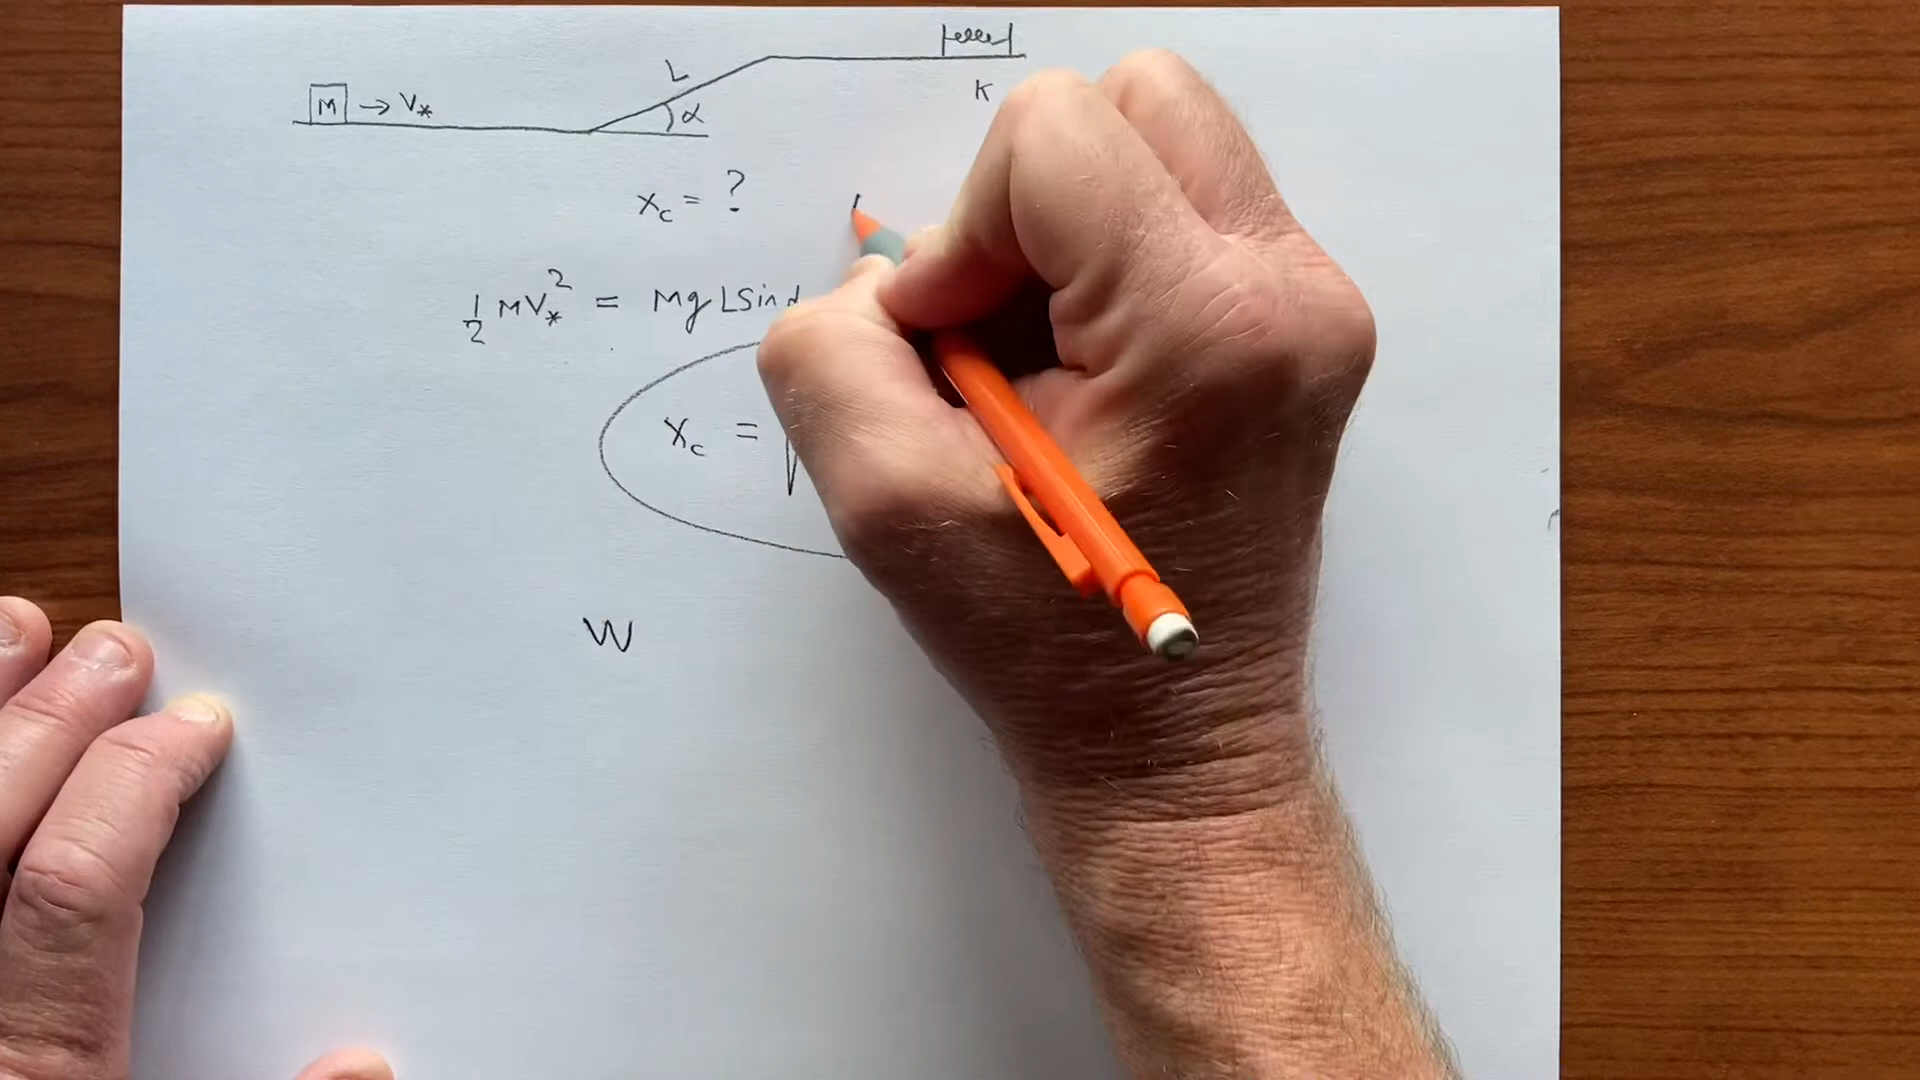 M → V* L α K
x_c = ?
1/2 MV*² = Mg L sin α
x_c = √
W